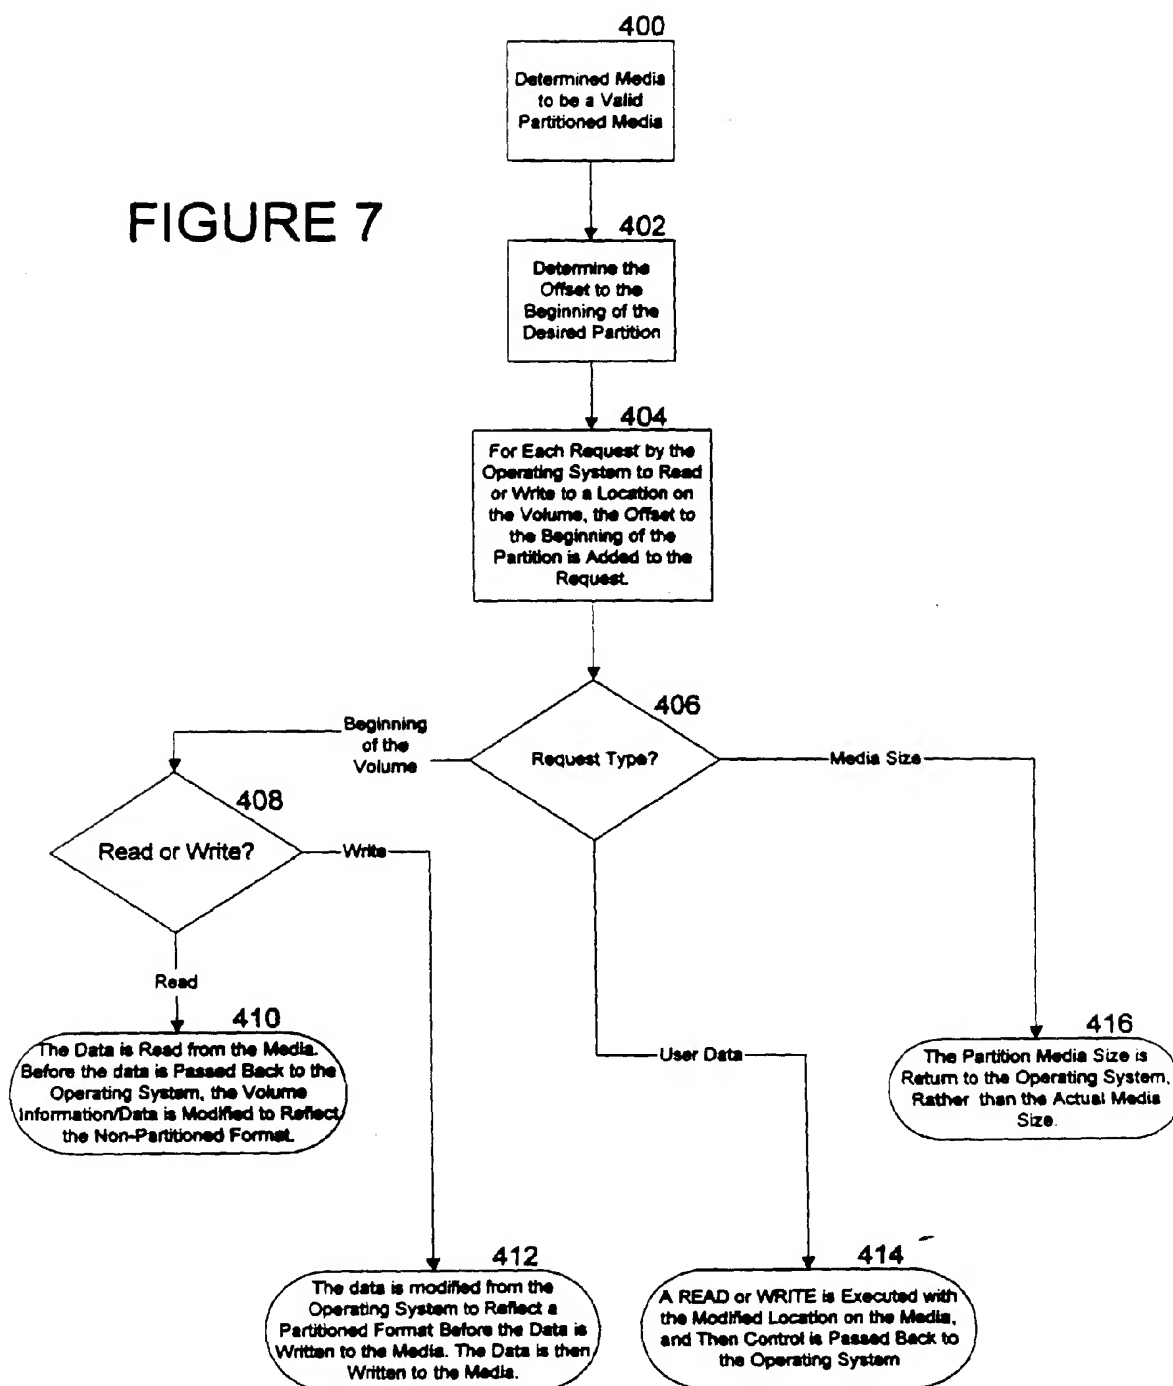 400
Determined Media
to be a Valid
Partitioned Media
FIGURE 7
402
Determine the
Offset to the
Beginning of the
Desired Partition
404
For Each Request by the
Operating System to Read
or Write to a Location on
the Volume, the Offset to
the Beginning of the
Partition is Added to the
Request.
406
Request Type?
Beginning
of the
Volume
Media Size
408
Read or Write?
Write
Read
User Data
410
The Data is Read from the Media.
Before the data is Passed Back to the
Operating System, the Volume
Information/Data is Modified to Reflect
the Non-Partitioned Format.
416
The Partition Media Size is
Return to the Operating System,
Rather than the Actual Media
Size.
412
The data is modified from the
Operating System to Reflect a
Partitioned Format Before the Data is
Written to the Media. The Data is then
Written to the Media.
414
A READ or WRITE is Executed with
the Modified Location on the Media,
and Then Control is Passed Back to
the Operating System